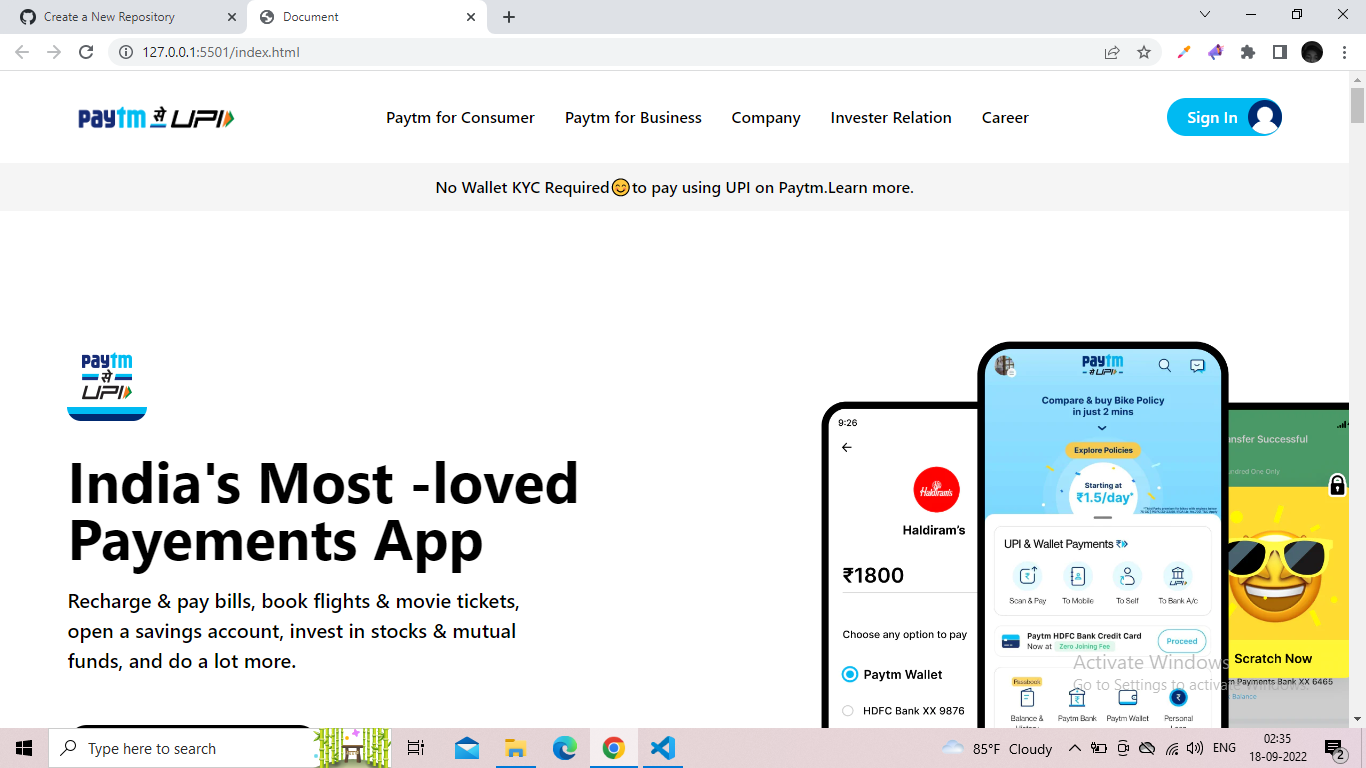 Create a New Repository
Document
127.0.0.1:5501/index.html
paytm से UPI
Paytm for Consumer
Paytm for Business
Company
Invester Relation
Career
Sign In
No Wallet KYC Required😊to pay using UPI on Paytm.Learn more.
paytm
से
UPI
India's Most -loved
Payements App
Recharge & pay bills, book flights & movie tickets,
open a savings account, invest in stocks & mutual
funds, and do a lot more.
9:26
Haldiram's
Haldiram's
₹1800
Choose any option to pay
Paytm Wallet
HDFC Bank XX 9876
paytm
से UPI
Compare & buy Bike Policy
in just 2 mins
Explore Policies
Starting at
₹1.5/day*
UPI & Wallet Payments
Scan & Pay
To Mobile
To Self
UPI
To Bank A/c
Paytm HDFC Bank Credit Card
Now at Zero Joining Fee
Proceed
Passbook
Balance &
History
Paytm Bank
Paytm Wallet
Personal
Loan
nsfer Successful
ndred One Only
Scratch Now
m Payments Bank XX 6465
Balance
Activate Windows
Go to Settings to activate Windows.
Type here to search
85°F Cloudy
ENG
02:35
18-09-2022
2